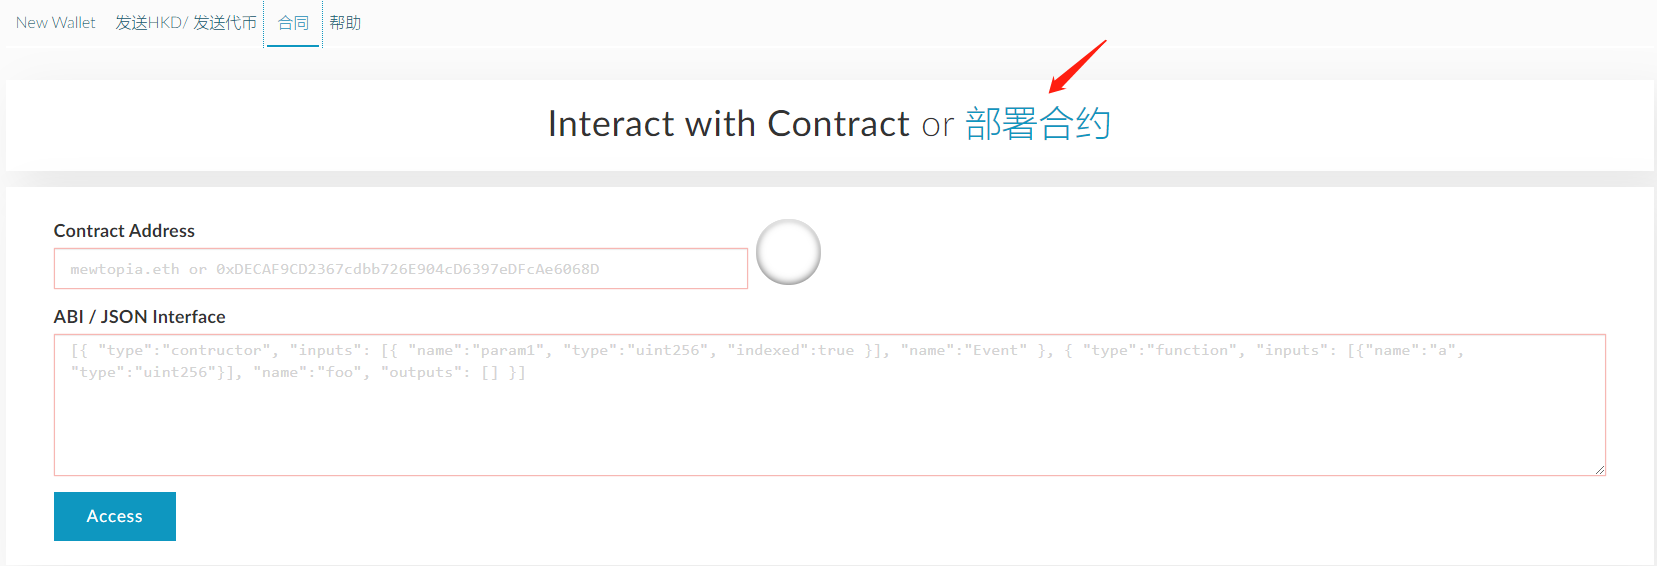 New Wallet 发送HKD/ 发送代币 合同 帮助
Interact with Contract or 部署合约
Contract Address
mewtopia.eth or 0xDECAF9CD2367cdbb726E904cD6397eDFcAe6068D
ABI / JSON Interface
[{ "type":"contructor", "inputs": [{ "name":"param1", "type":"uint256", "indexed":true }], "name":"Event" }, { "type":"function", "inputs": [{"name":"a",
"type":"uint256"}], "name":"foo", "outputs": [] }]
Access